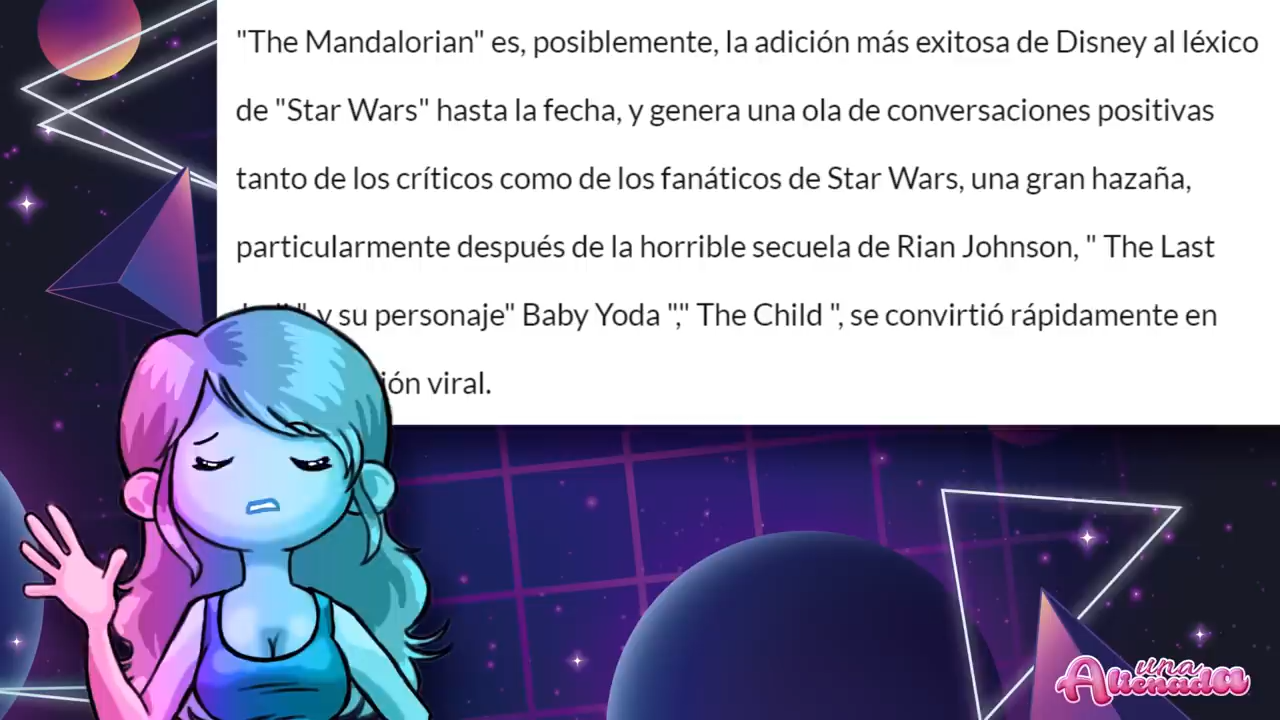 "The Mandalorian" es, posiblemente, la adición más exitosa de Disney al léxico
de "Star Wars" hasta la fecha, y genera una ola de conversaciones positivas
tanto de los críticos como de los fanáticos de Star Wars, una gran hazaña,
particularmente después de la horrible secuela de Rian Johnson, " The Last
y su personaje" Baby Yoda "," The Child ", se convirtió rápidamente en
viral.
una
Alienada